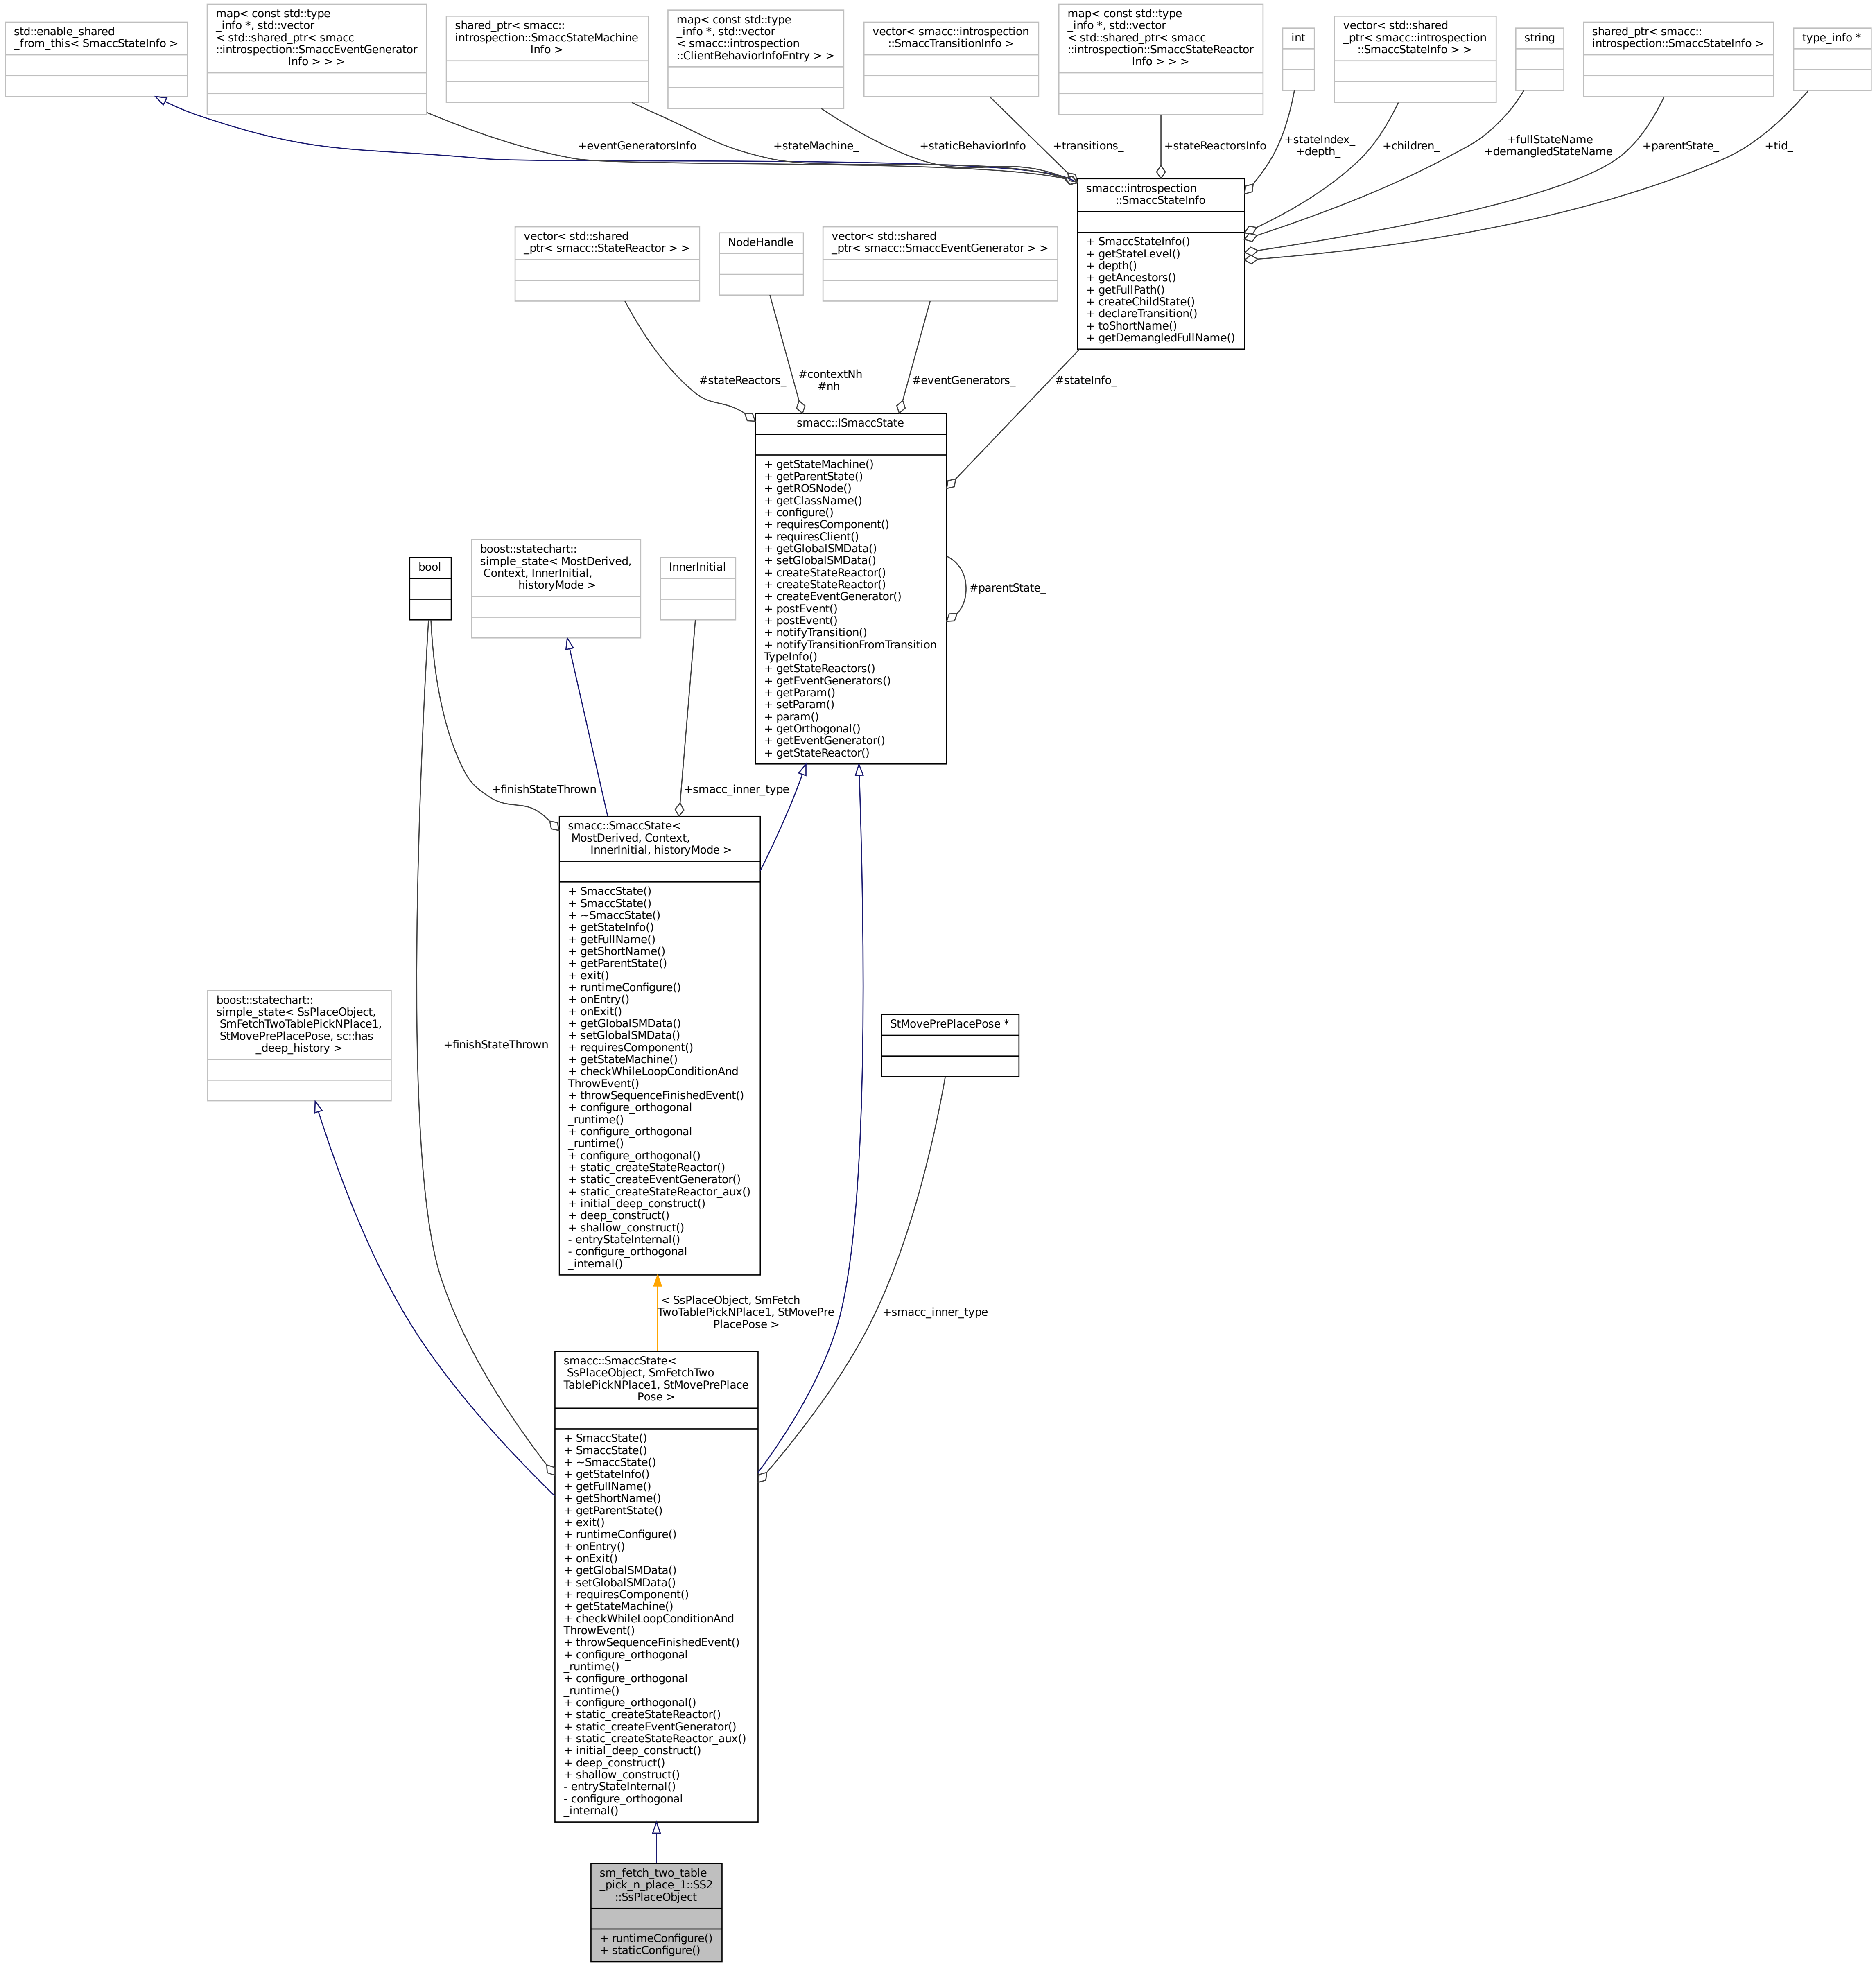 std::enable_shared
_from_this< SmaccStateInfo >
map< const std::type
_info *, std::vector
< std::shared_ptr< smacc
::introspection::SmaccEventGenerator
Info > > >
shared_ptr< smacc::
introspection::SmaccStateMachine
Info >
map< const std::type
_info *, std::vector
< smacc::introspection
::ClientBehaviorInfoEntry > >
vector< smacc::introspection
::SmaccTransitionInfo >
map< const std::type
_info *, std::vector
< std::shared_ptr< smacc
::introspection::SmaccStateReactor
Info > > >
int
vector< std::shared
_ptr< smacc::introspection
::SmaccStateInfo > >
string
shared_ptr< smacc::
introspection::SmaccStateInfo >
type_info *
+eventGeneratorsInfo
+stateMachine_
+staticBehaviorInfo
+transitions_
+stateReactorsInfo
+stateIndex_
+depth_
+children_
+fullStateName
+demangledStateName
+parentState_
+tid_
smacc::introspection
::SmaccStateInfo
+ SmaccStateInfo()
+ getStateLevel()
+ depth()
+ getAncestors()
+ getFullPath()
+ createChildState()
+ declareTransition()
+ toShortName()
+ getDemangledFullName()
vector< std::shared
_ptr< smacc::StateReactor > >
NodeHandle
vector< std::shared
_ptr< smacc::SmaccEventGenerator > >
#stateReactors_
#contextNh
#nh
#eventGenerators_
#stateInfo_
smacc::ISmaccState
+ getStateMachine()
+ getParentState()
+ getROSNode()
+ getClassName()
+ configure()
+ requiresComponent()
+ requiresClient()
+ getGlobalSMData()
+ setGlobalSMData()
+ createStateReactor()
+ createStateReactor()
+ createEventGenerator()
+ postEvent()
+ postEvent()
+ notifyTransition()
+ notifyTransitionFromTransition
TypeInfo()
+ getStateReactors()
+ getEventGenerators()
+ getParam()
+ setParam()
+ param()
+ getOrthogonal()
+ getEventGenerator()
+ getStateReactor()
#parentState_
bool
boost::statechart::
simple_state< MostDerived,
Context, InnerInitial,
historyMode >
InnerInitial
+finishStateThrown
+smacc_inner_type
smacc::SmaccState<
MostDerived, Context,
InnerInitial, historyMode >
+ SmaccState()
+ SmaccState()
+ ~SmaccState()
+ getStateInfo()
+ getFullName()
+ getShortName()
+ getParentState()
+ exit()
+ runtimeConfigure()
+ onEntry()
+ onExit()
+ getGlobalSMData()
+ setGlobalSMData()
+ requiresComponent()
+ getStateMachine()
+ checkWhileLoopConditionAnd
ThrowEvent()
+ throwSequenceFinishedEvent()
+ configure_orthogonal
_runtime()
+ configure_orthogonal
_runtime()
+ configure_orthogonal()
+ static_createStateReactor()
+ static_createEventGenerator()
+ static_createStateReactor_aux()
+ initial_deep_construct()
+ deep_construct()
+ shallow_construct()
- entryStateInternal()
- configure_orthogonal
_internal()
boost::statechart::
simple_state< SsPlaceObject,
SmFetchTwoTablePickNPlace1,
StMovePrePlacePose, sc::has
_deep_history >
+finishStateThrown
StMovePrePlacePose *
< SsPlaceObject, SmFetch
TwoTablePickNPlace1, StMovePre
PlacePose >
+smacc_inner_type
smacc::SmaccState<
SsPlaceObject, SmFetchTwo
TablePickNPlace1, StMovePrePlace
Pose >
+ SmaccState()
+ SmaccState()
+ ~SmaccState()
+ getStateInfo()
+ getFullName()
+ getShortName()
+ getParentState()
+ exit()
+ runtimeConfigure()
+ onEntry()
+ onExit()
+ getGlobalSMData()
+ setGlobalSMData()
+ requiresComponent()
+ getStateMachine()
+ checkWhileLoopConditionAnd
ThrowEvent()
+ throwSequenceFinishedEvent()
+ configure_orthogonal
_runtime()
+ configure_orthogonal
_runtime()
+ configure_orthogonal()
+ static_createStateReactor()
+ static_createEventGenerator()
+ static_createStateReactor_aux()
+ initial_deep_construct()
+ deep_construct()
+ shallow_construct()
- entryStateInternal()
- configure_orthogonal
_internal()
sm_fetch_two_table
_pick_n_place_1::SS2
::SsPlaceObject
+ runtimeConfigure()
+ staticConfigure()